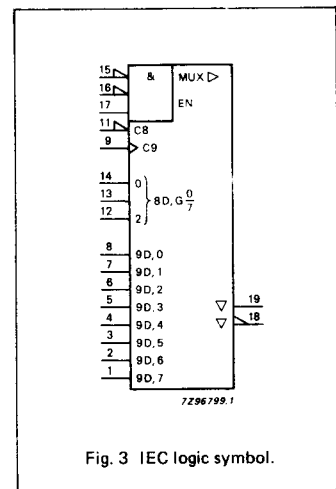 15 & MUX ▷
16
17 EN
11 C8
9 C9
14 0
13 } 8D, G 0/7
12 2
8 9D, 0
7 9D, 1
6 9D, 2
5 9D, 3 ▽ 19
4 9D, 4 ▽ 18
3 9D, 5
2 9D, 6
1 9D, 7
7Z96799.1
Fig. 3 IEC logic symbol.